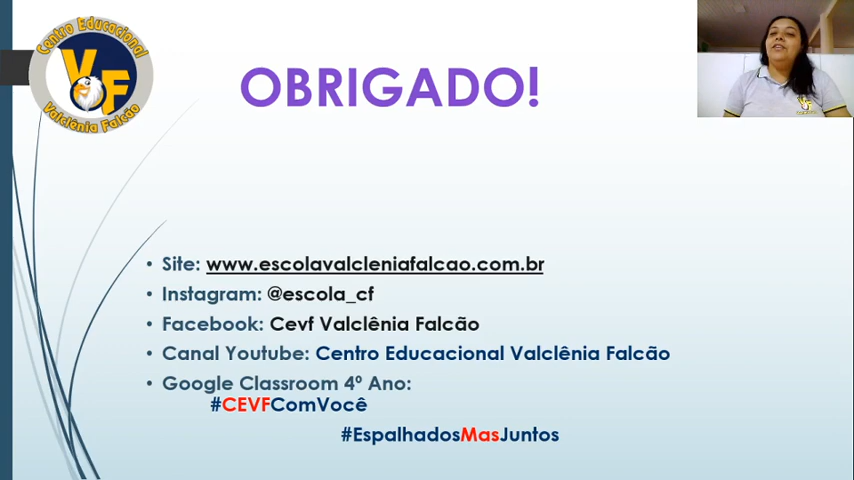 Centro Educacional
VF
Valclênia Falcão
OBRIGADO!
• Site: www.escolavalcleniafalcao.com.br
• Instagram: @escola_cf
• Facebook: Cevf Valclênia Falcão
• Canal Youtube: Centro Educacional Valclênia Falcão
• Google Classroom 4º Ano:
#CEVFComVocê
#EspalhadosMasJuntos
VF